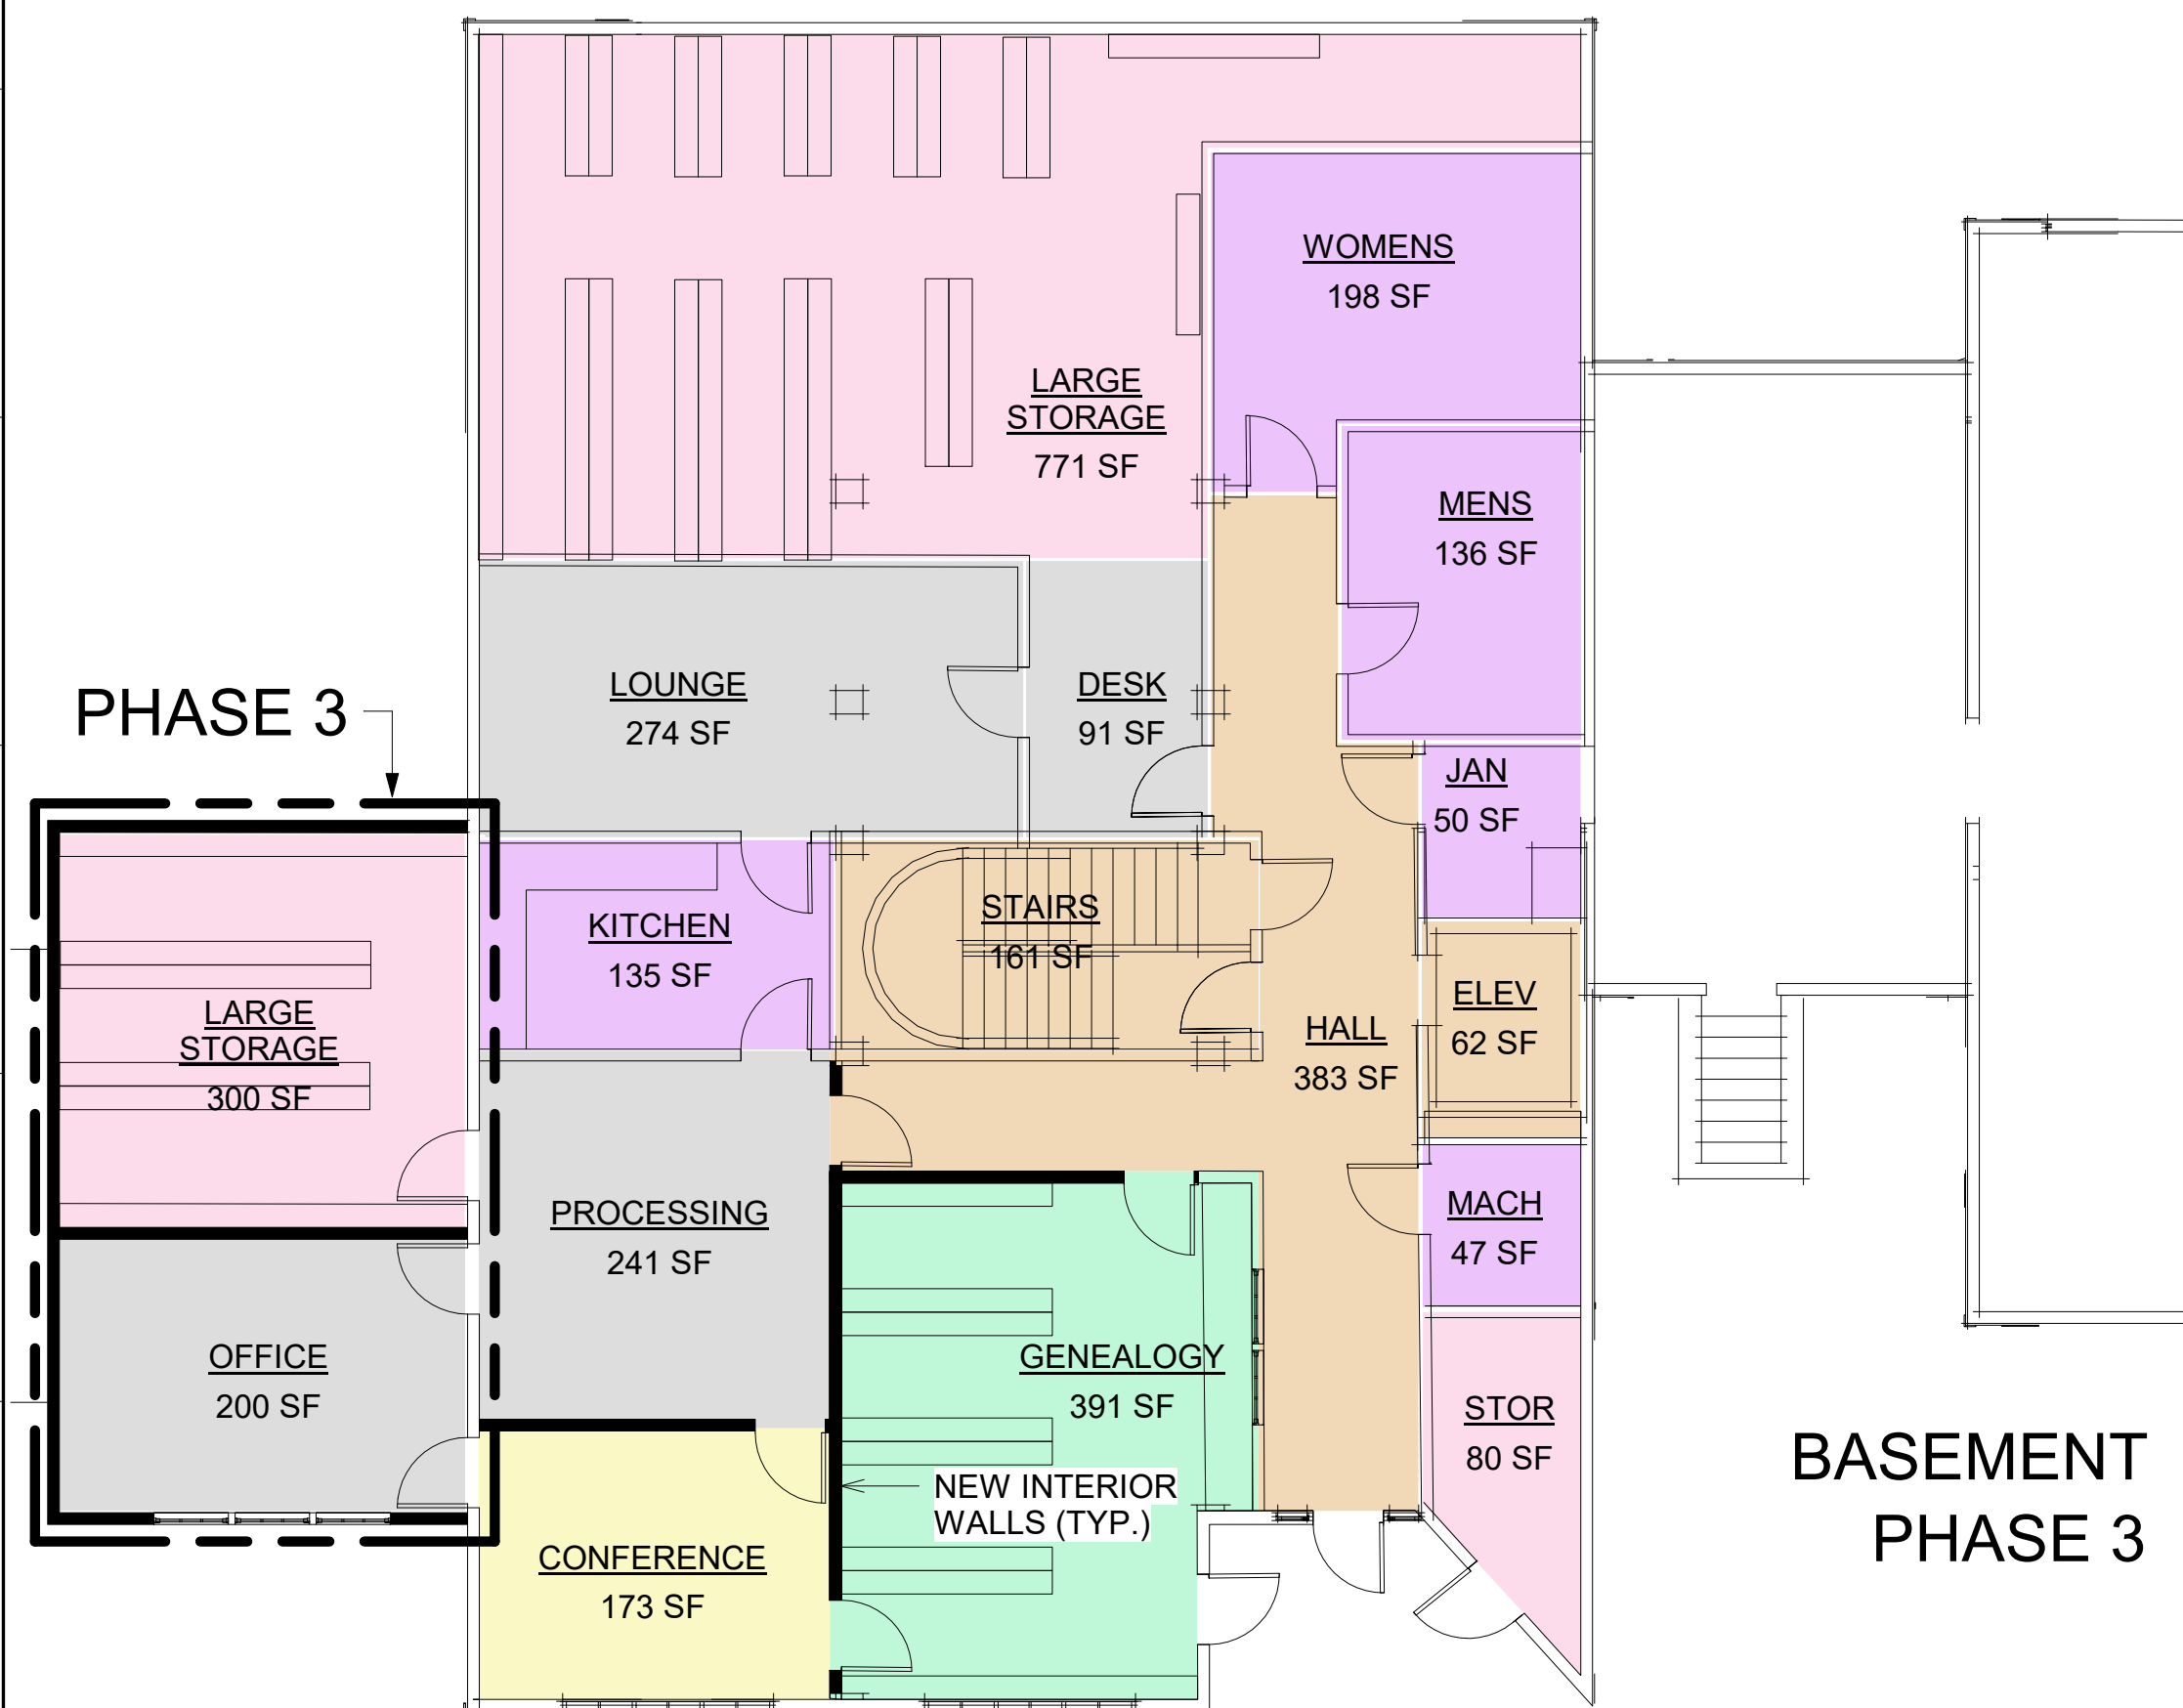 WOMENS
198 SF
LARGE
STORAGE
771 SF
MENS
136 SF
LOUNGE
274 SF
DESK
91 SF
PHASE 3
JAN
50 SF
KITCHEN
135 SF
STAIRS
161 SF
LARGE
STORAGE
300 SF
HALL
383 SF
ELEV
62 SF
PROCESSING
241 SF
MACH
47 SF
OFFICE
200 SF
GENEALOGY
391 SF
STOR
80 SF
NEW INTERIOR
WALLS (TYP.)
CONFERENCE
173 SF
BASEMENT
PHASE 3